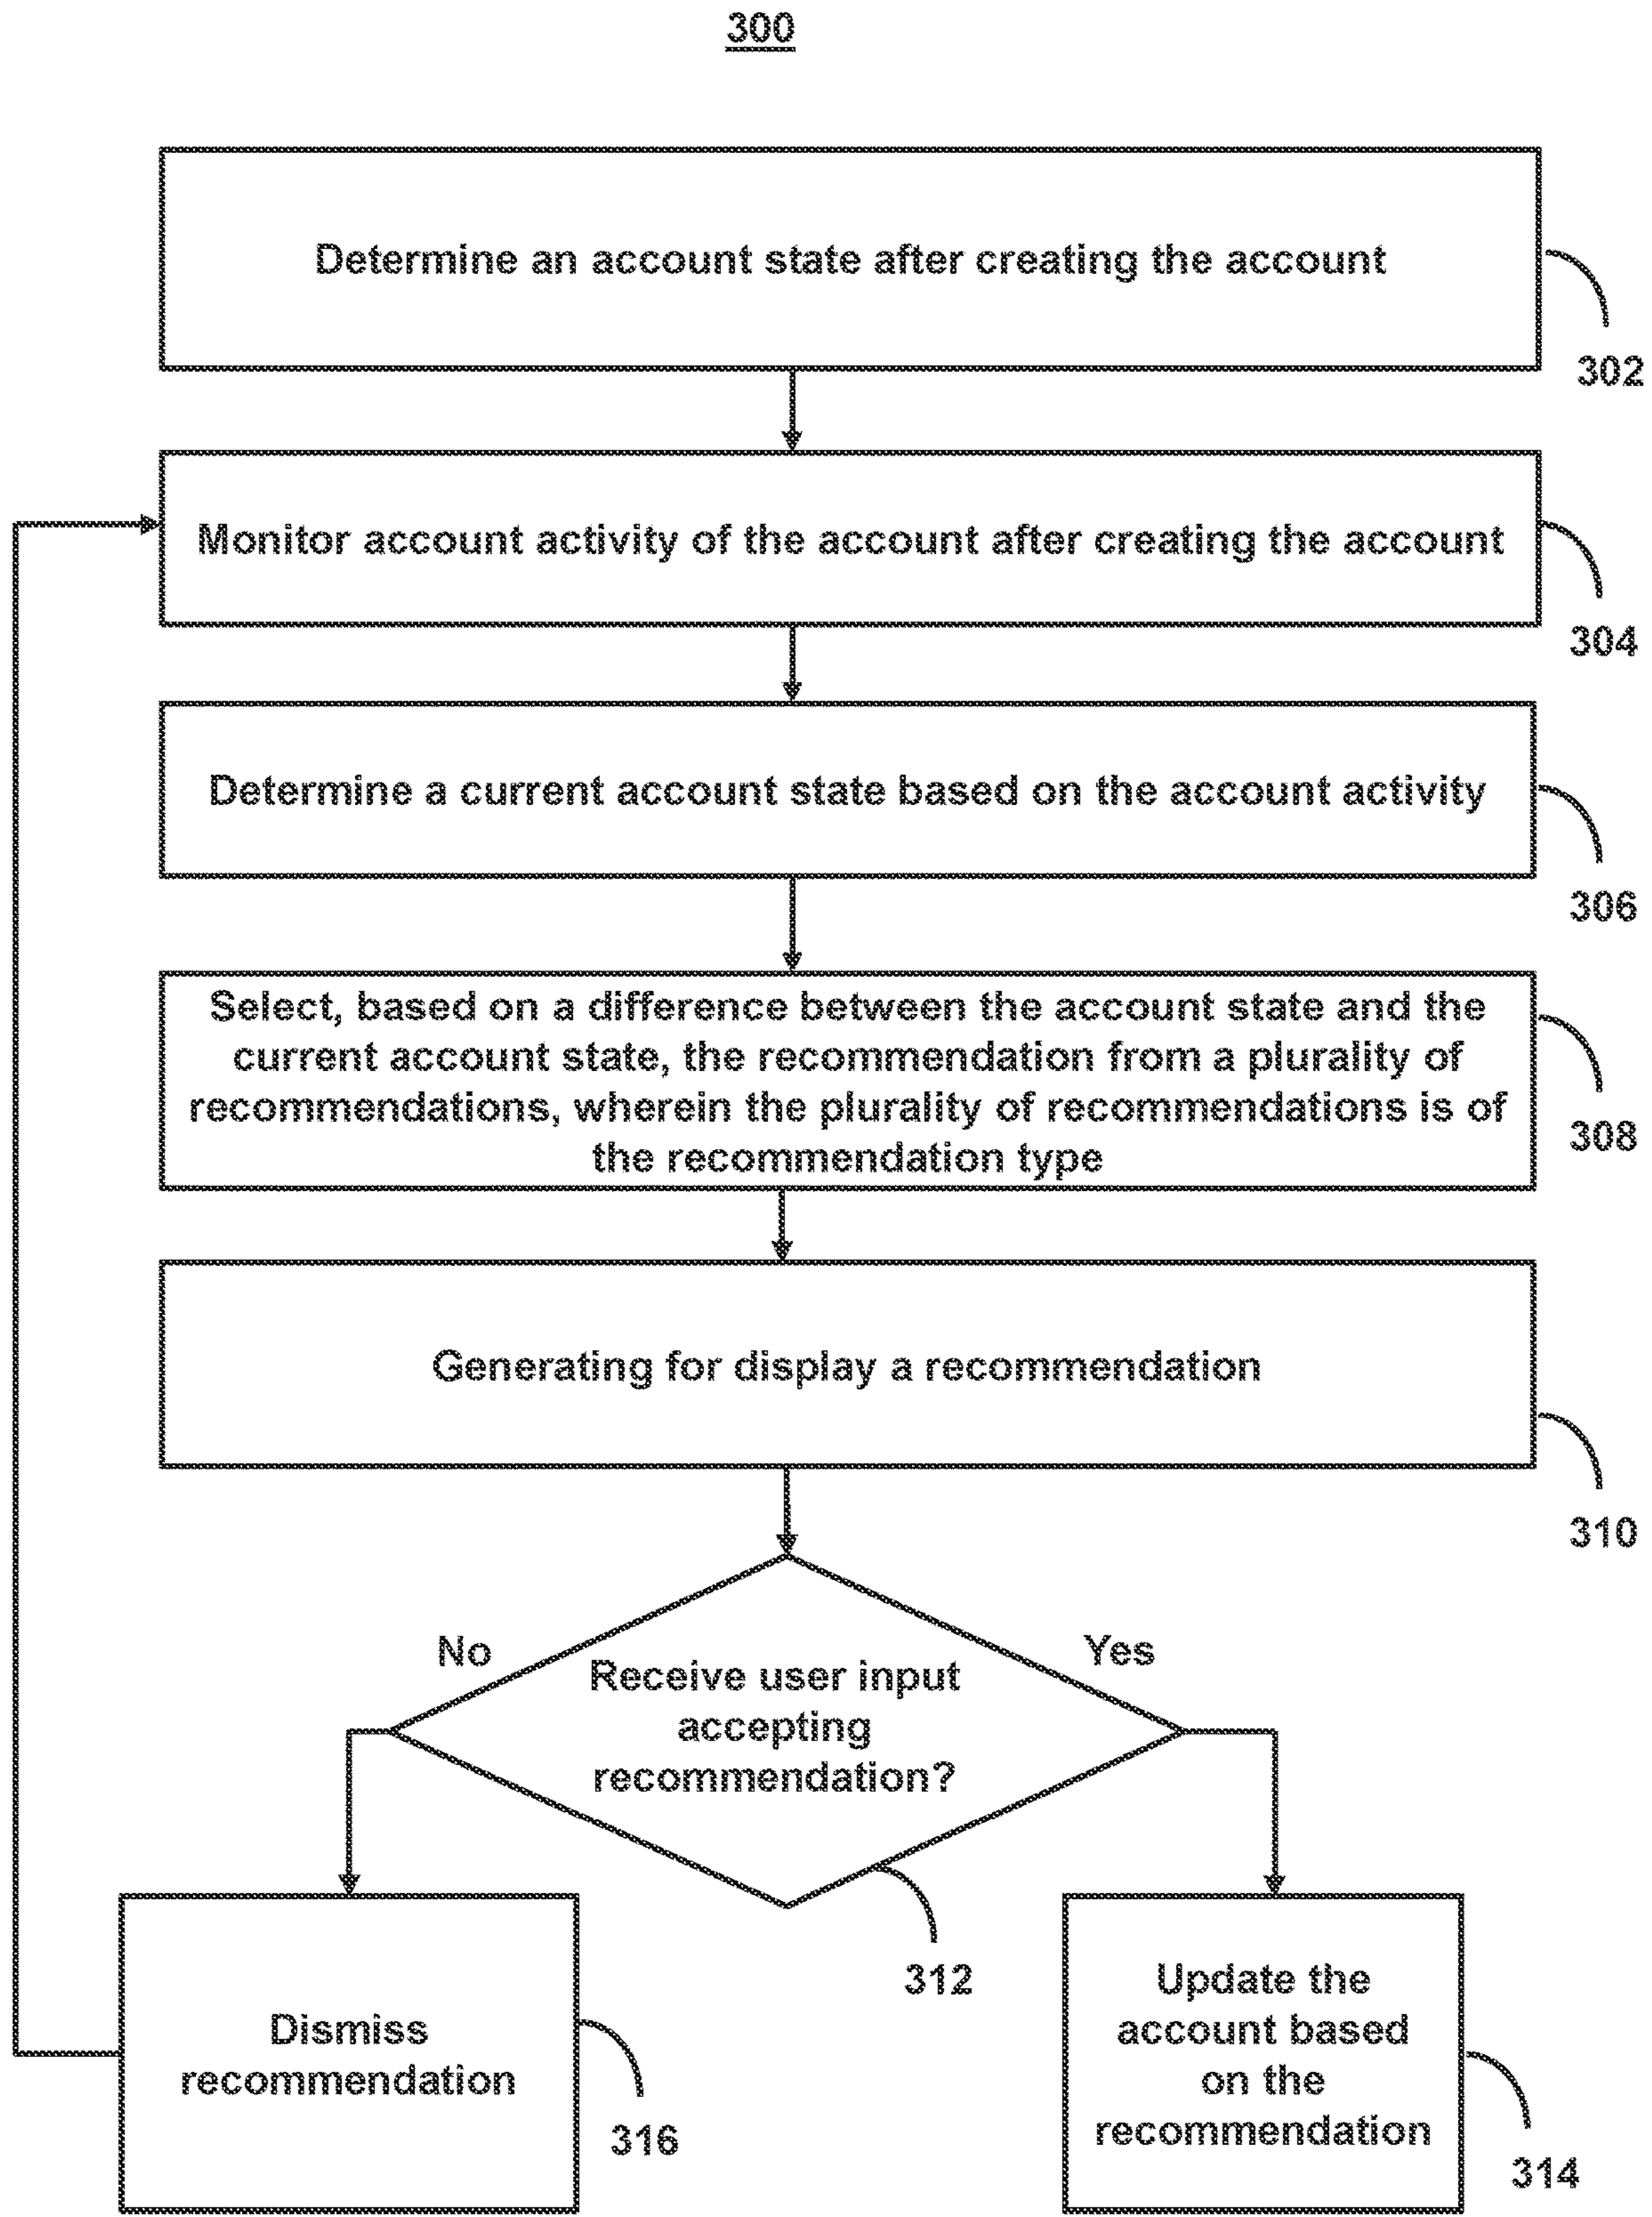 300
Determine an account state after creating the account
302
Monitor account activity of the account after creating the account
304
Determine a current account state based on the account activity
306
Select, based on a difference between the account state and the
current account state, the recommendation from a plurality of
recommendations, wherein the plurality of recommendations is of
the recommendation type
308
Generating for display a recommendation
310
No
Yes
Receive user input
accepting
recommendation?
312
Dismiss
recommendation
316
Update the
account based
on the
recommendation
314